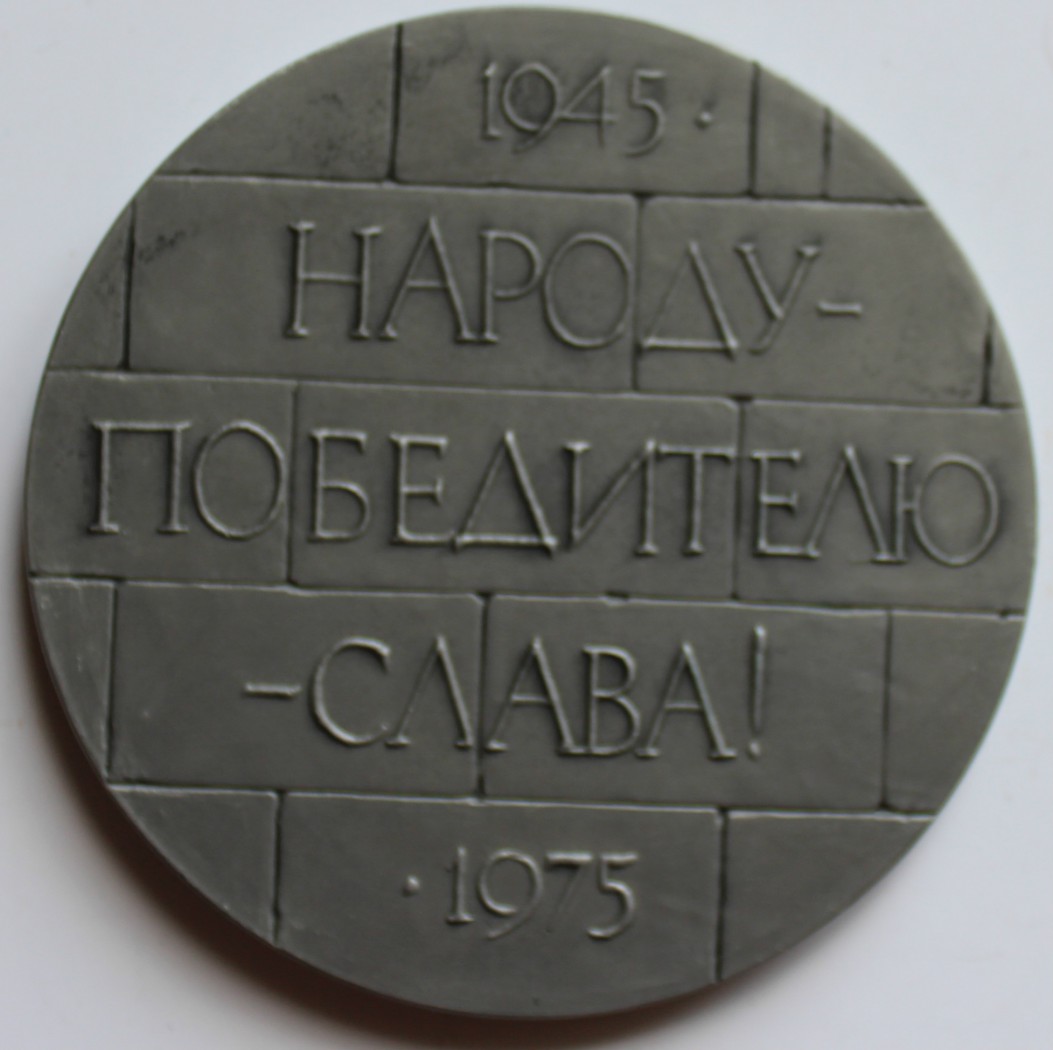 1945·
НАРОДУ-
ПОБЕДИТЕЛЮ
-СЛАВА!
·1975